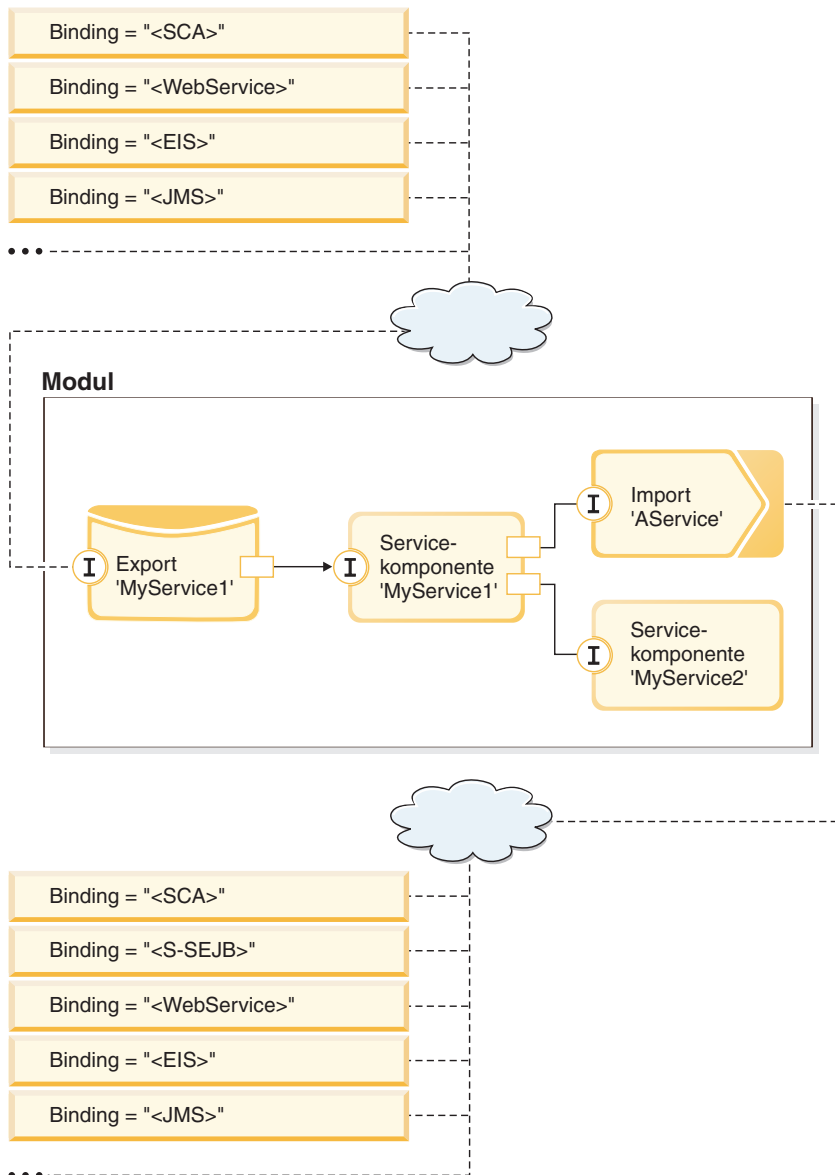 Binding = "<SCA>"
Binding = "<WebService>"
Binding = "<EIS>"
Binding = "<JMS>"
•••
Modul
Export
'MyService1'
Service-
komponente
'MyService1'
Import
'AService'
Service-
komponente
'MyService2'
Binding = "<SCA>"
Binding = "<S-SEJB>"
Binding = "<WebService>"
Binding = "<EIS>"
Binding = "<JMS>"
•••